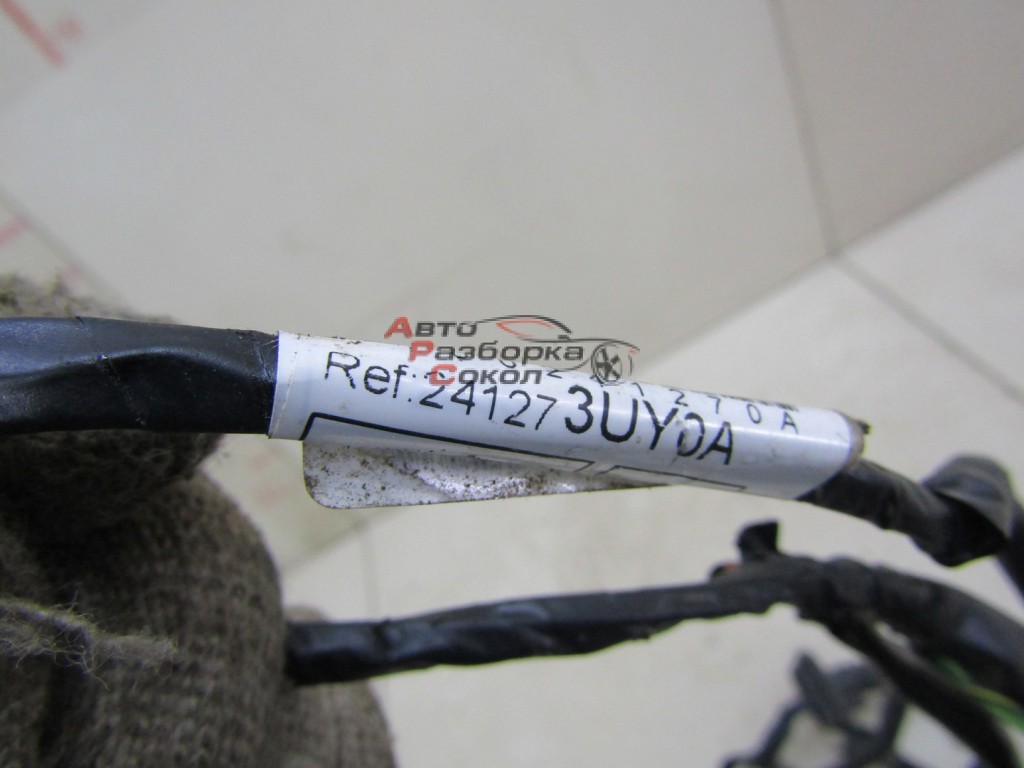 Авто
Разборка
Сокол
Ref:241273UY0A